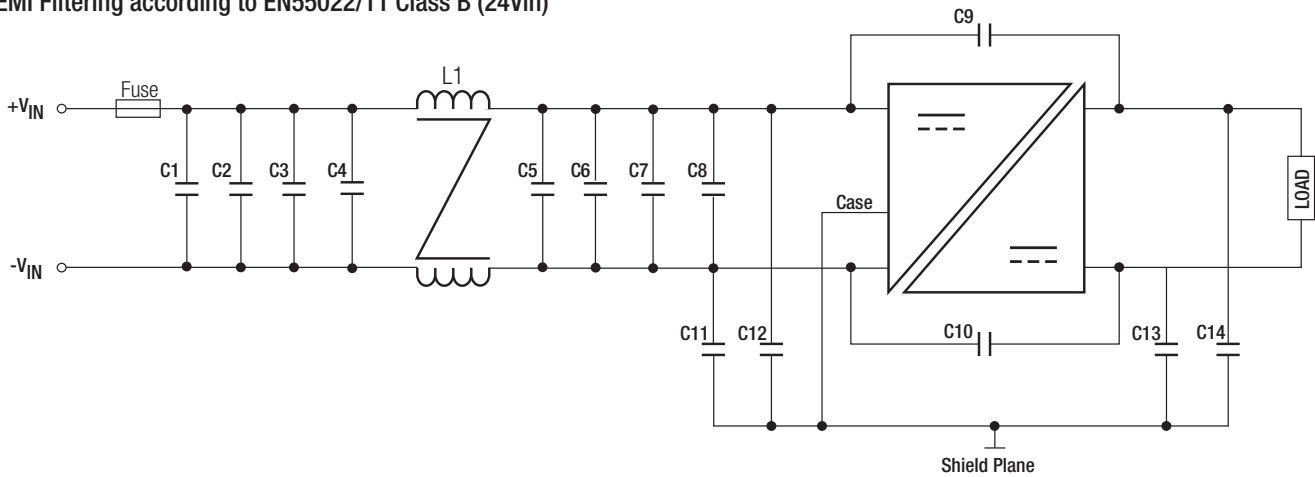 EMI Filtering according to EN55022/11 Class B (24Vin)
C9
L1
Fuse
+VIN
C1 C2 C3 C4 C5 C6 C7 C8
Case
LOAD
-VIN
C11 C12 C10 C13 C14
Shield Plane